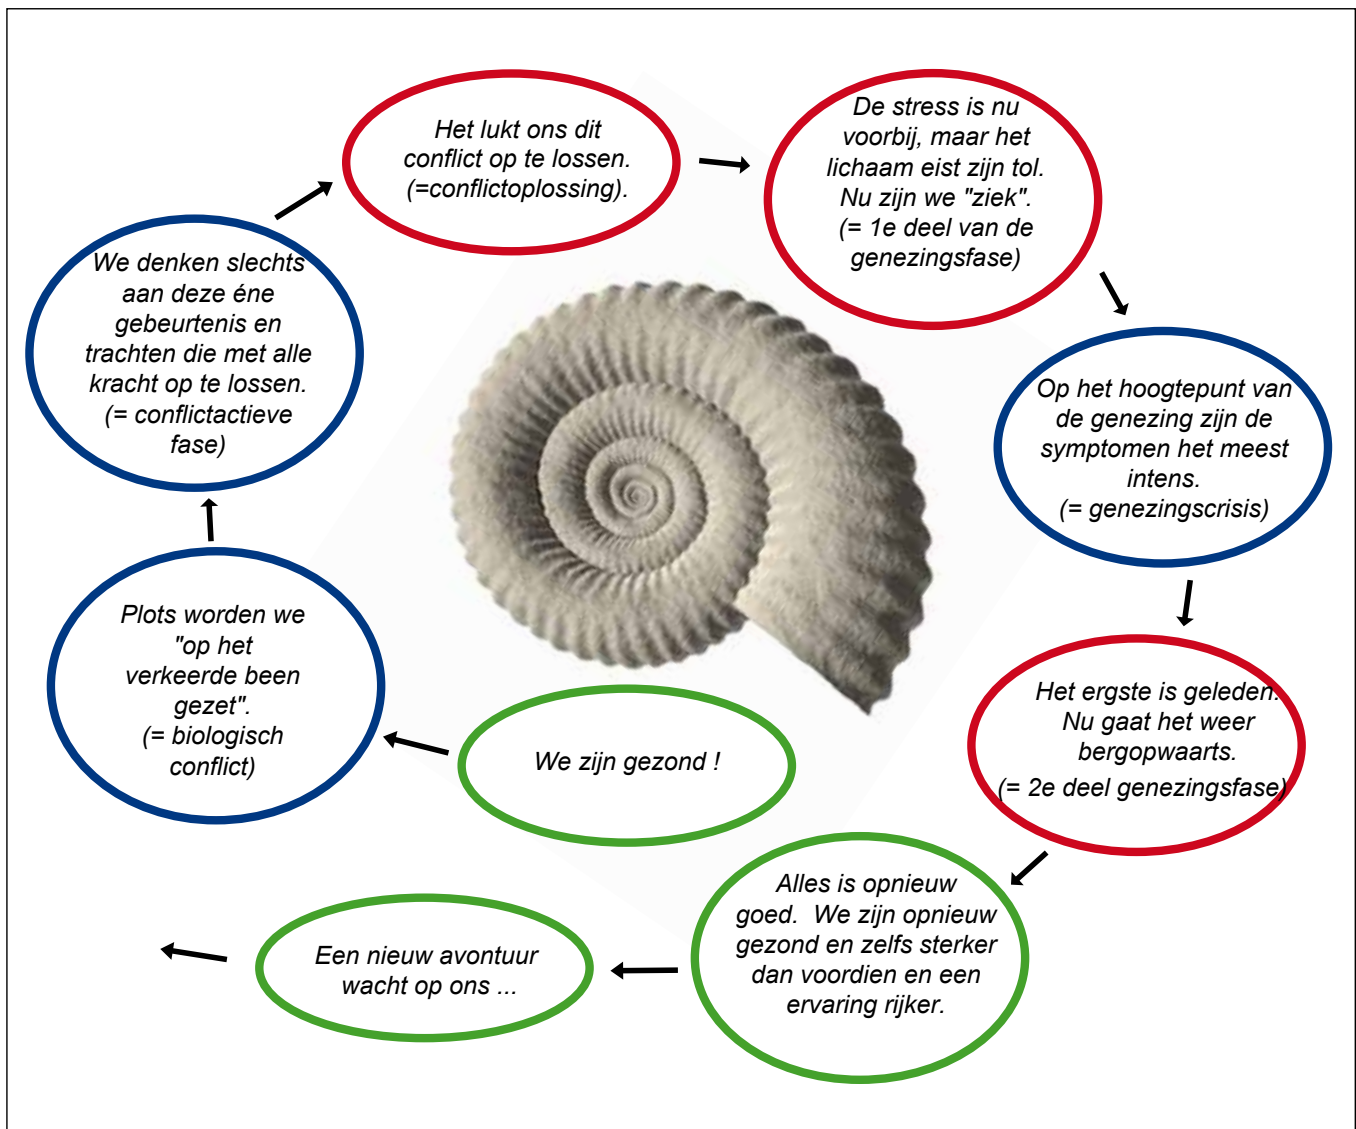 We zijn gezond !
Plots worden we
"op het
verkeerde been
gezet".
(= biologisch
conflict)
We denken slechts
aan deze éne
gebeurtenis en
trachten die met alle
kracht op te lossen.
(= conflictactieve
fase)
Het lukt ons dit
conflict op te lossen.
(=conflictoplossing).
De stress is nu
voorbij, maar het
lichaam eist zijn tol.
Nu zijn we "ziek".
(= 1e deel van de
genezingsfase)
Op het hoogtepunt van
de genezing zijn de
symptomen het meest
intens.
(= genezingscrisis)
Het ergste is geleden.
Nu gaat het weer
bergopwaarts.
(= 2e deel genezingsfase)
Alles is opnieuw
goed.  We zijn opnieuw
gezond en zelfs sterker
dan voordien en een
ervaring rijker.
Een nieuw avontuur
wacht op ons ...